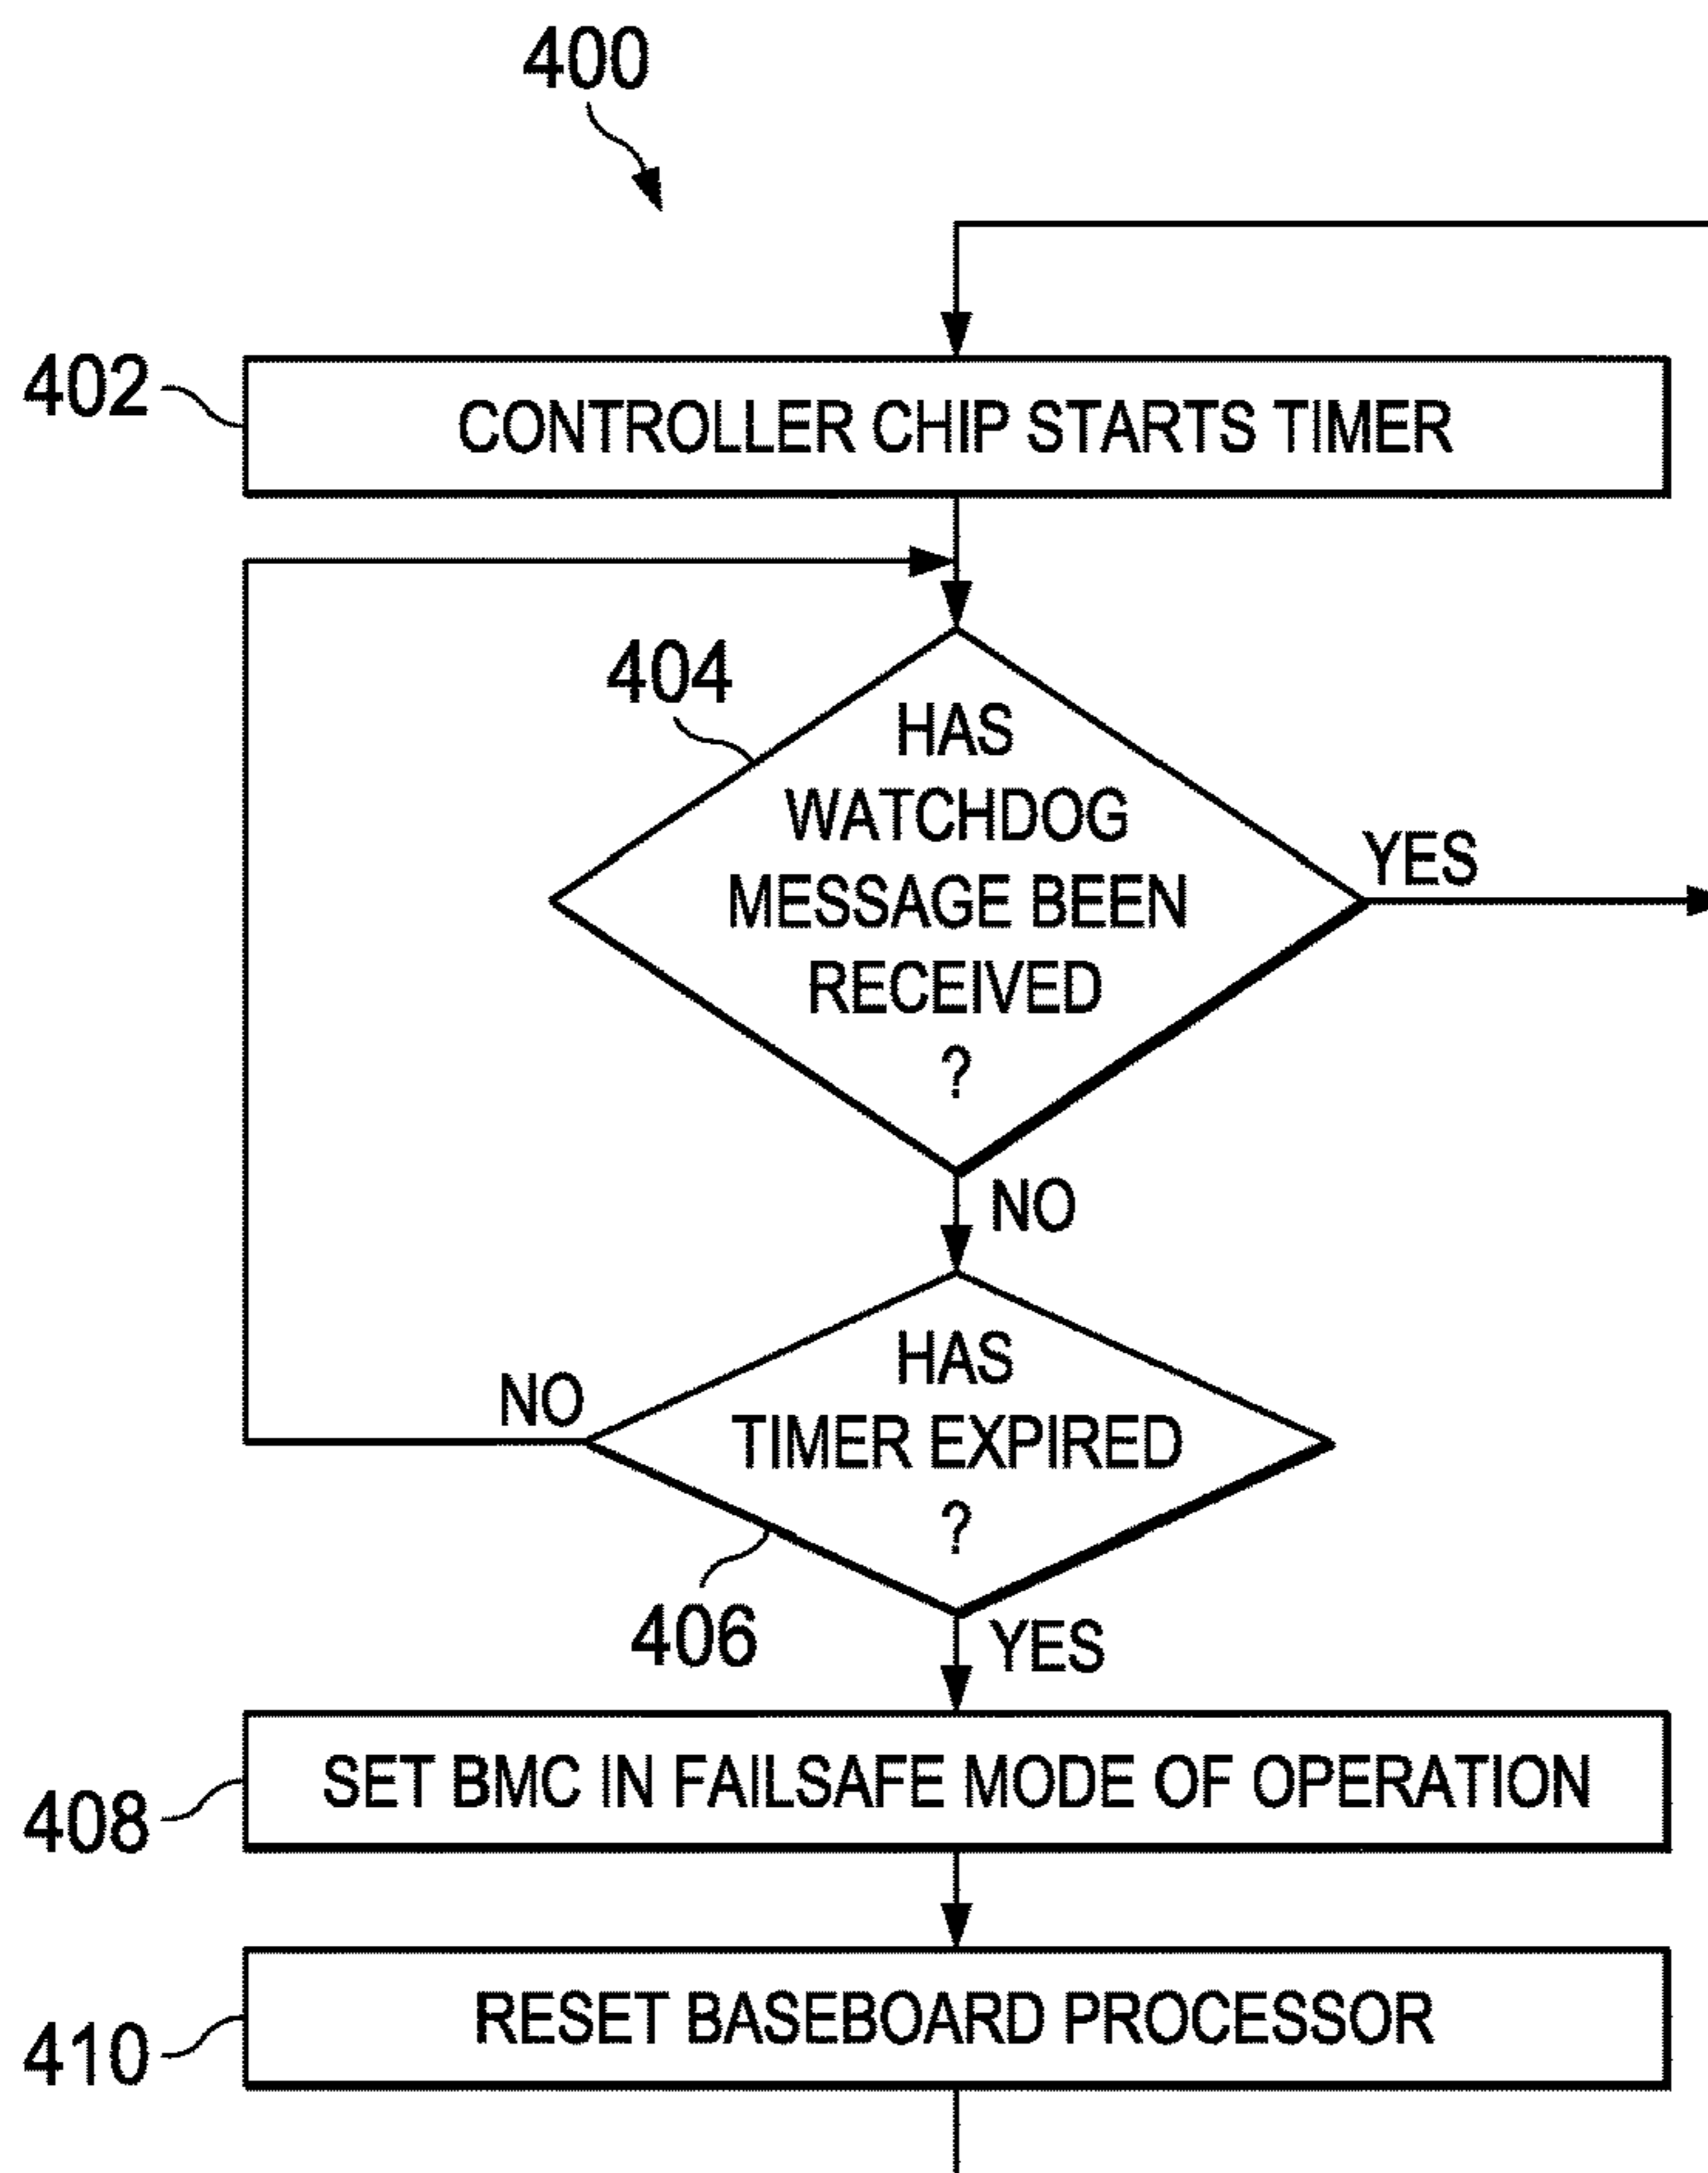 400
402
CONTROLLER CHIP STARTS TIMER
404
HAS
WATCHDOG
MESSAGE BEEN
RECEIVED
?
YES
NO
HAS
TIMER EXPIRED
?
NO
406
YES
408
SET BMC IN FAILSAFE MODE OF OPERATION
410
RESET BASEBOARD PROCESSOR